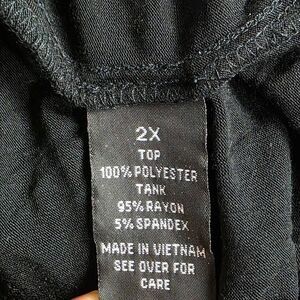 2X
TOP
100% POLYESTER
TANK
95% RAYON
5% SPANDEX
MADE IN VIETNAM
SEE OVER FOR
CARE